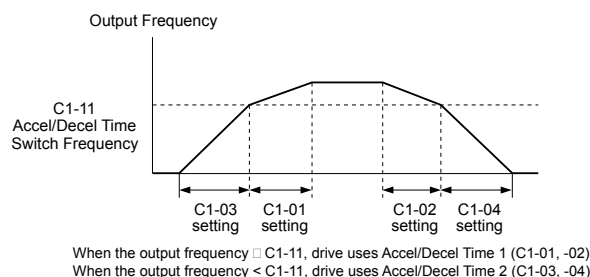 Output Frequency
C1-11
Accel/Decel Time
Switch Frequency
C1-03
setting
C1-01
setting
C1-02
setting
C1-04
setting
When the output frequency □ C1-11, drive uses Accel/Decel Time 1 (C1-01, -02)
When the output frequency < C1-11, drive uses Accel/Decel Time 2 (C1-03, -04)